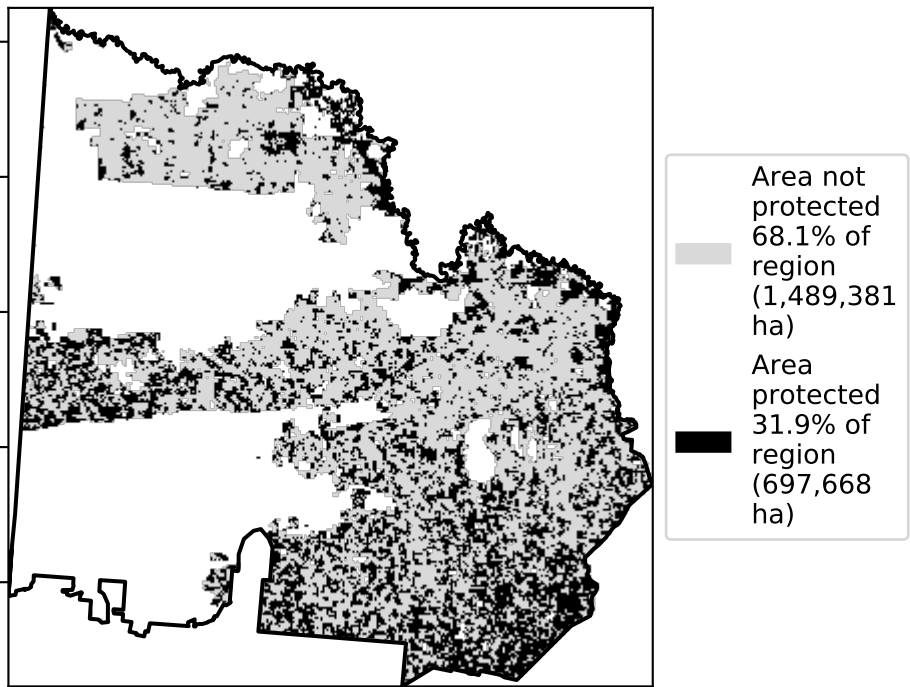 Area not
protected
68.1% of
region
(1,489,381
ha)
Area
protected
31.9% of
region
(697,668
ha)